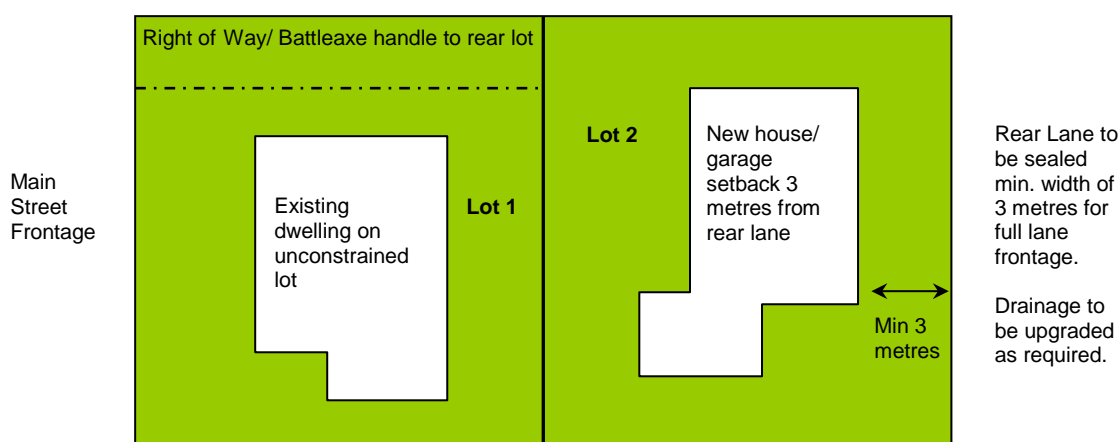 Right of Way/ Battleaxe handle to rear lot
Main
Street
Frontage
Existing
dwelling on
unconstrained
lot
Lot 1
Lot 2
New house/
garage
setback 3
metres from
rear lane
Min 3
metres
Rear Lane to
be sealed
min. width of
3 metres for
full lane
frontage.
Drainage to
be upgraded
as required.